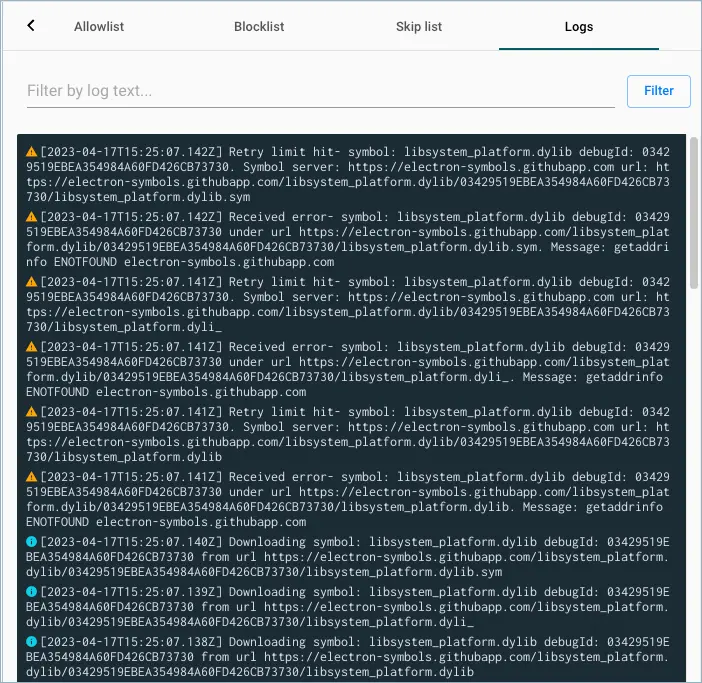 Allowlist Blocklist Skip list Logs
Filter by log text... Filter
[2023-04-17T15:25:07.142Z] Retry limit hit- symbol: libsystem_platform.dylib debugId: 0342
9519EBEA354984A60FD426CB73730. Symbol server: https://electron-symbols.githubapp.com url: ht
tps://electron-symbols.githubapp.com/libsystem_platform.dylib/03429519EBEA354984A60FD426CB73
730/libsystem_platform.dylib.sym
[2023-04-17T15:25:07.142Z] Received error- symbol: libsystem_platform.dylib debugId: 03429
519EBEA354984A60FD426CB73730 under url https://electron-symbols.githubapp.com/libsystem_plat
form.dylib/03429519EBEA354984A60FD426CB73730/libsystem_platform.dylib.sym. Message: getaddri
nfo ENOTFOUND electron-symbols.githubapp.com
[2023-04-17T15:25:07.141Z] Retry limit hit- symbol: libsystem_platform.dylib debugId: 0342
9519EBEA354984A60FD426CB73730. Symbol server: https://electron-symbols.githubapp.com url: ht
tps://electron-symbols.githubapp.com/libsystem_platform.dylib/03429519EBEA354984A60FD426CB73
730/libsystem_platform.dyli_
[2023-04-17T15:25:07.141Z] Received error- symbol: libsystem_platform.dylib debugId: 03429
519EBEA354984A60FD426CB73730 under url https://electron-symbols.githubapp.com/libsystem_plat
form.dylib/03429519EBEA354984A60FD426CB73730/libsystem_platform.dyli_. Message: getaddrinfo
ENOTFOUND electron-symbols.githubapp.com
[2023-04-17T15:25:07.141Z] Retry limit hit- symbol: libsystem_platform.dylib debugId: 0342
9519EBEA354984A60FD426CB73730. Symbol server: https://electron-symbols.githubapp.com url: ht
tps://electron-symbols.githubapp.com/libsystem_platform.dylib/03429519EBEA354984A60FD426CB73
730/libsystem_platform.dylib
[2023-04-17T15:25:07.141Z] Received error- symbol: libsystem_platform.dylib debugId: 03429
519EBEA354984A60FD426CB73730 under url https://electron-symbols.githubapp.com/libsystem_plat
form.dylib/03429519EBEA354984A60FD426CB73730/libsystem_platform.dylib. Message: getaddrinfo
ENOTFOUND electron-symbols.githubapp.com
[2023-04-17T15:25:07.140Z] Downloading symbol: libsystem_platform.dylib debugId: 03429519E
BEA354984A60FD426CB73730 from url https://electron-symbols.githubapp.com/libsystem_platform.
dylib/03429519EBEA354984A60FD426CB73730/libsystem_platform.dylib.sym
[2023-04-17T15:25:07.139Z] Downloading symbol: libsystem_platform.dylib debugId: 03429519E
BEA354984A60FD426CB73730 from url https://electron-symbols.githubapp.com/libsystem_platform.
dylib/03429519EBEA354984A60FD426CB73730/libsystem_platform.dyli_
[2023-04-17T15:25:07.138Z] Downloading symbol: libsystem_platform.dylib debugId: 03429519E
BEA354984A60FD426CB73730 from url https://electron-symbols.githubapp.com/libsystem_platform.
dylib/03429519EBEA354984A60FD426CB73730/libsystem_platform.dylib